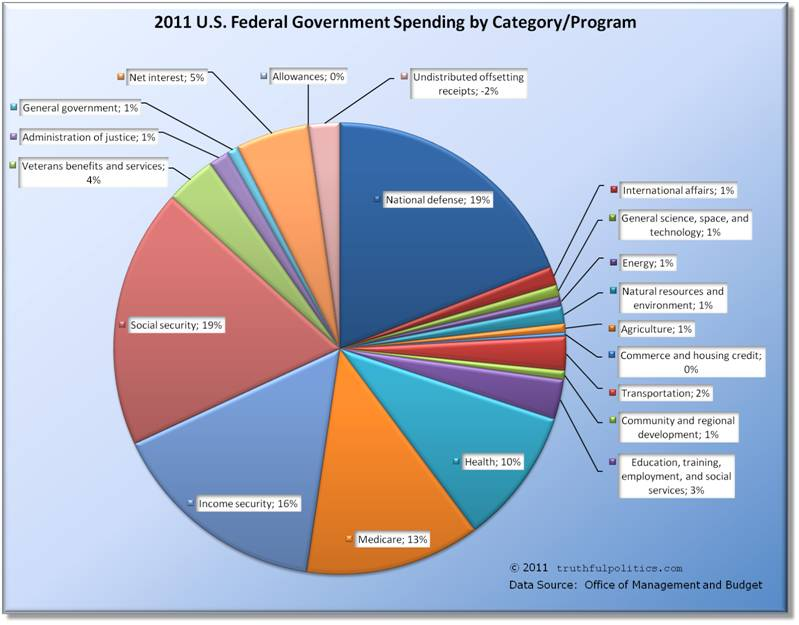 2011 U.S. Federal Government Spending by Category/Program
Net interest; 5%
Allowances; 0%
Undistributed offsetting
receipts; -2%
General government; 1%
Administration of justice; 1%
Veterans benefits and services;
4%
National defense; 19%
International affairs; 1%
General science, space, and
technology; 1%
Energy; 1%
Natural resources and
environment; 1%
Agriculture; 1%
Commerce and housing credit;
0%
Transportation; 2%
Community and regional
development; 1%
Education, training,
employment, and social
services; 3%
Social security; 19%
Health; 10%
Income security; 16%
Medicare; 13%
© 2011 truthfulpolitics.com
Data Source: Office of Management and Budget